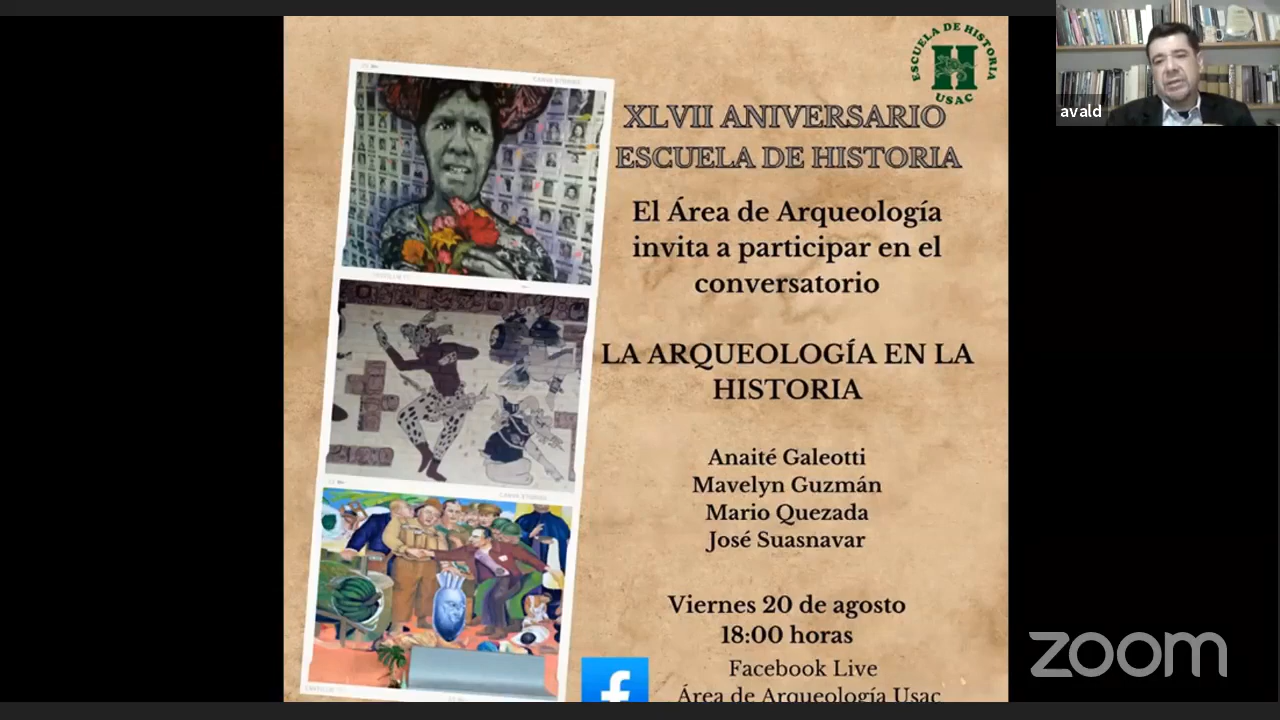 ESCUELA DE HISTORIA
H
USAC
XLVII ANIVERSARIO
ESCUELA DE HISTORIA
El Área de Arqueología
invita a participar en el
conversatorio
LA ARQUEOLOGÍA EN LA
HISTORIA
Anaité Galeotti
Mavelyn Guzmán
Mario Quezada
José Suasnavar
Viernes 20 de agosto
18:00 horas
Facebook Live
Área de Arqueología Usac
avald
zoom